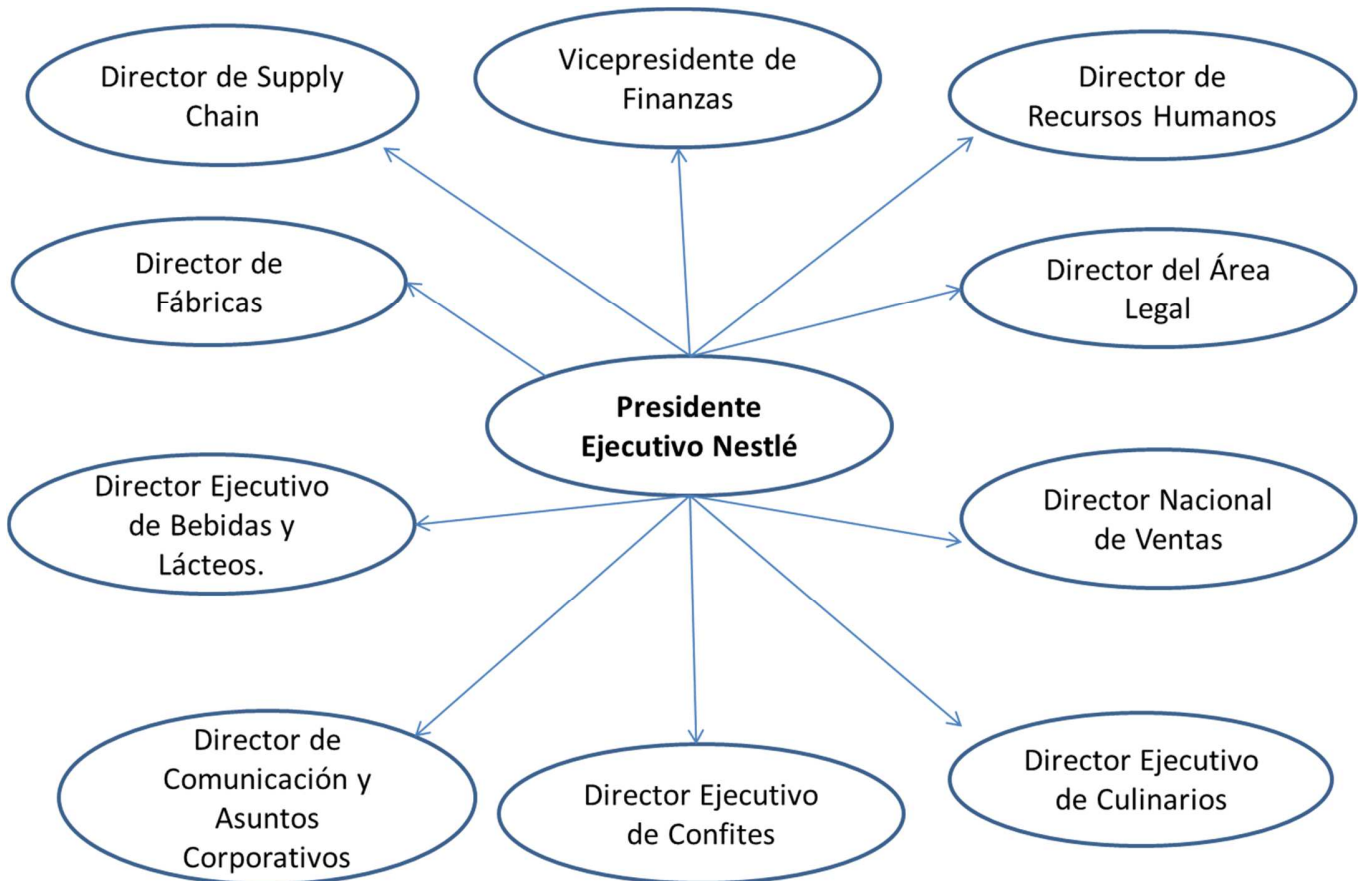 Director de Supply
Chain
Vicepresidente de
Finanzas
Director de
Recursos Humanos
Director de
Fábricas
Director del Área
Legal
Presidente
Ejecutivo Nestlé
Director Ejecutivo
de Bebidas y
Lácteos.
Director Nacional
de Ventas
Director de
Comunicación y
Asuntos
Corporativos
Director Ejecutivo
de Confites
Director Ejecutivo
de Culinarios